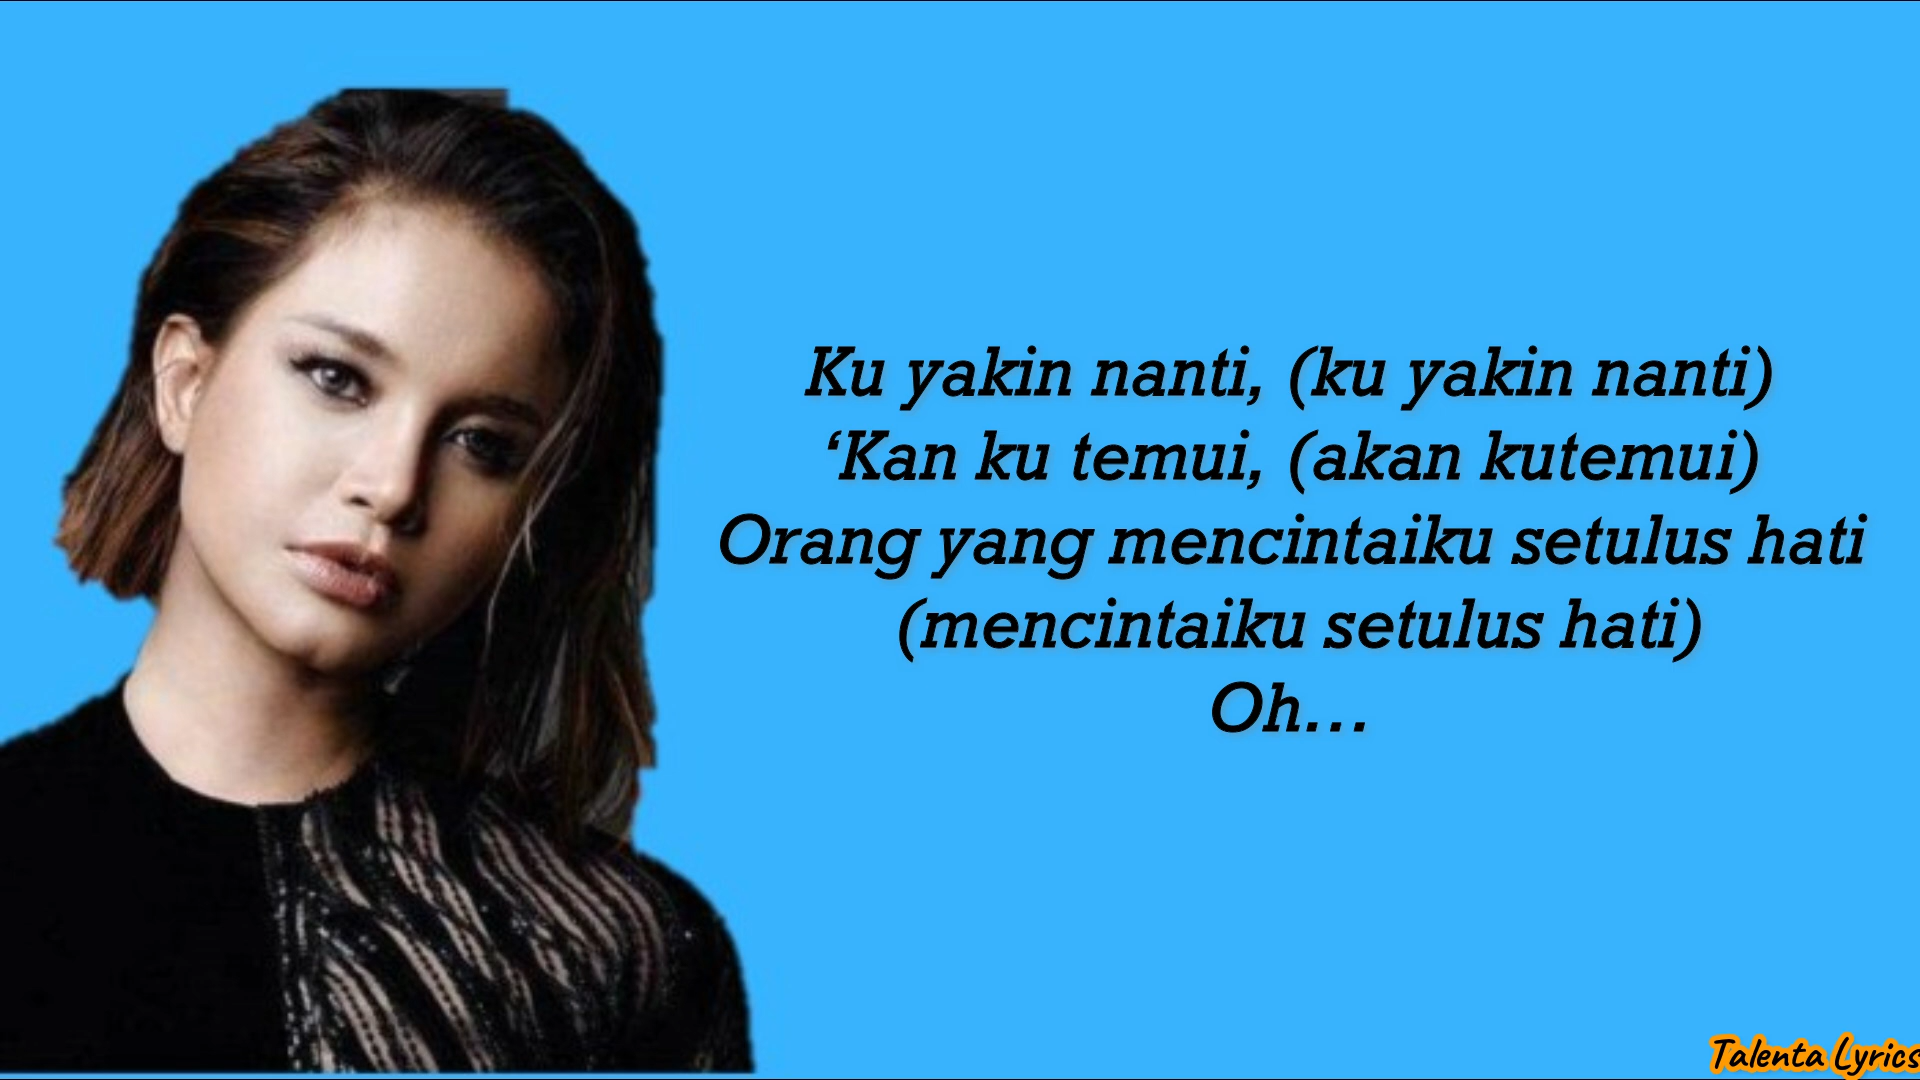 Ku yakin nanti, (ku yakin nanti)
‘Kan ku temui, (akan kutemui)
Orang yang mencintaiku setulus hati
(mencintaiku setulus hati)
Oh...
Talenta Lyrics